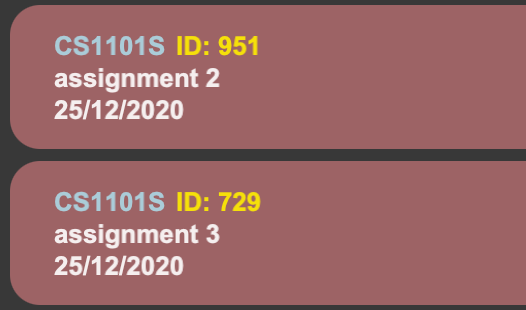 CS1101S ID: 951
assignment 2
25/12/2020
CS1101S ID: 729
assignment 3
25/12/2020